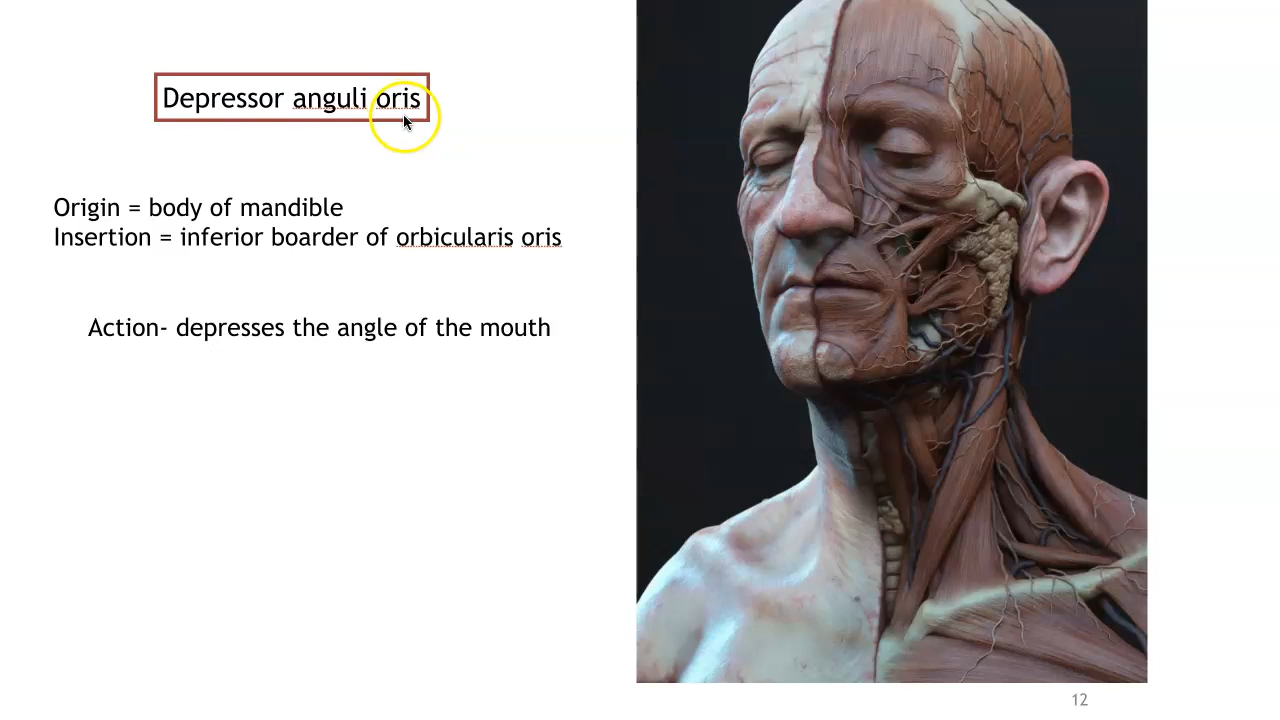 Depressor anguli oris
Origin = body of mandible
Insertion = inferior boarder of orbicularis oris
Action- depresses the angle of the mouth
12